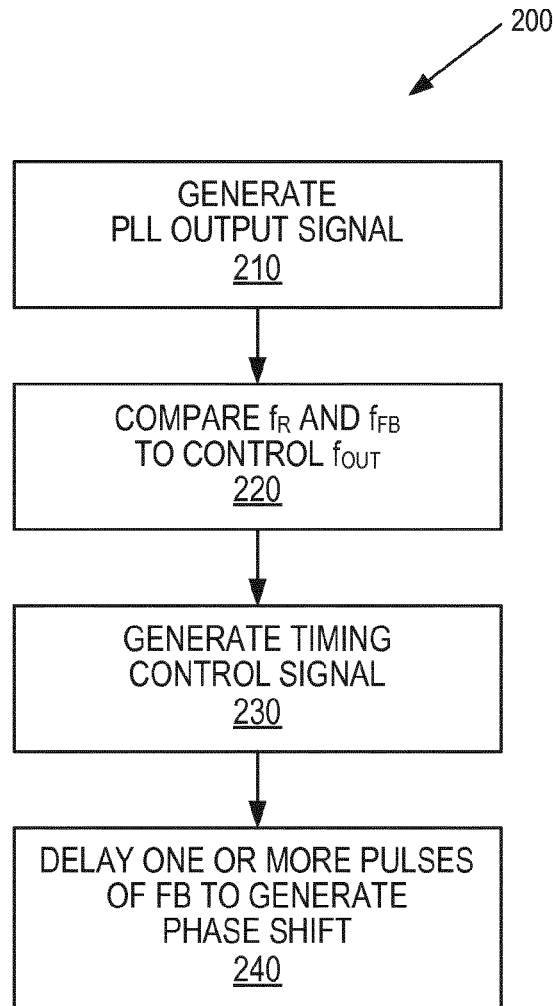 200
GENERATE
PLL OUTPUT SIGNAL
210
COMPARE fR AND fFB
TO CONTROL fOUT
220
GENERATE TIMING
CONTROL SIGNAL
230
DELAY ONE OR MORE PULSES
OF FB TO GENERATE
PHASE SHIFT
240